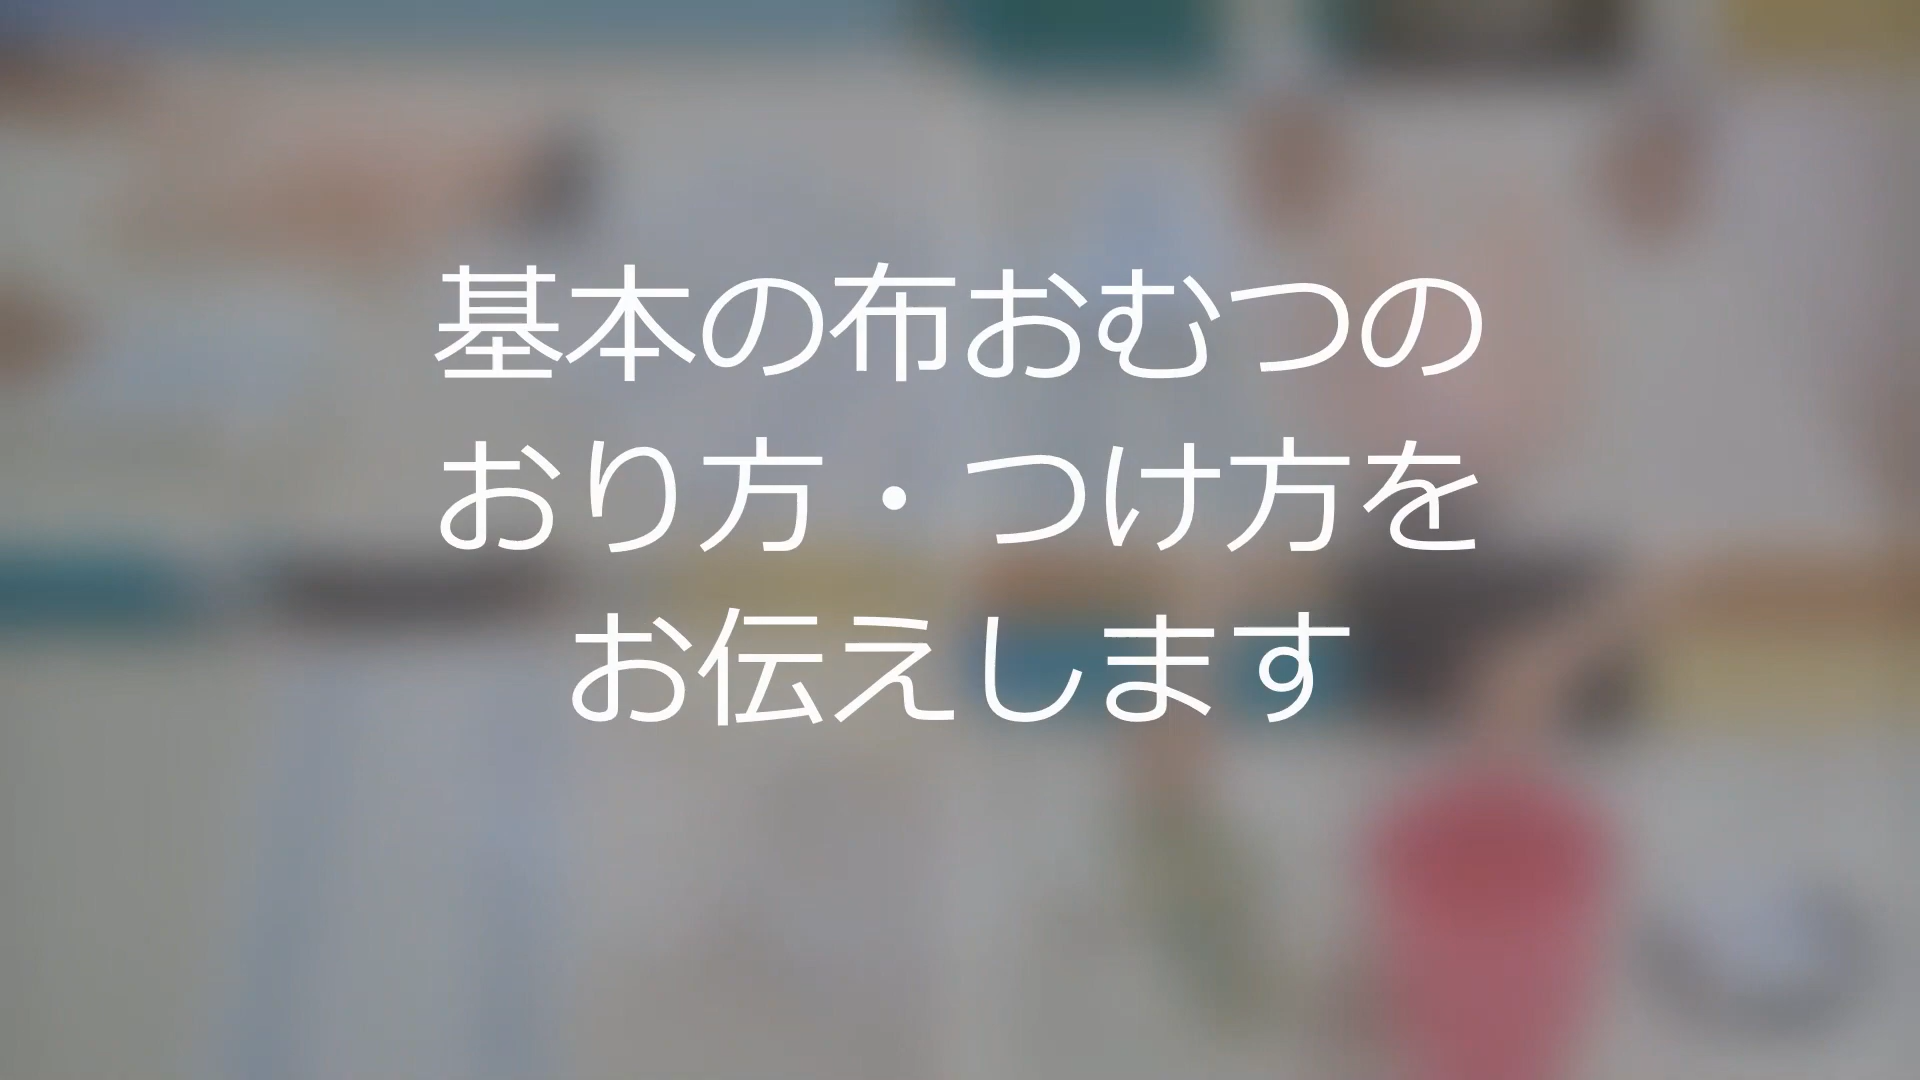 基本の布おむつの
おり方・つけ方を
お伝えします